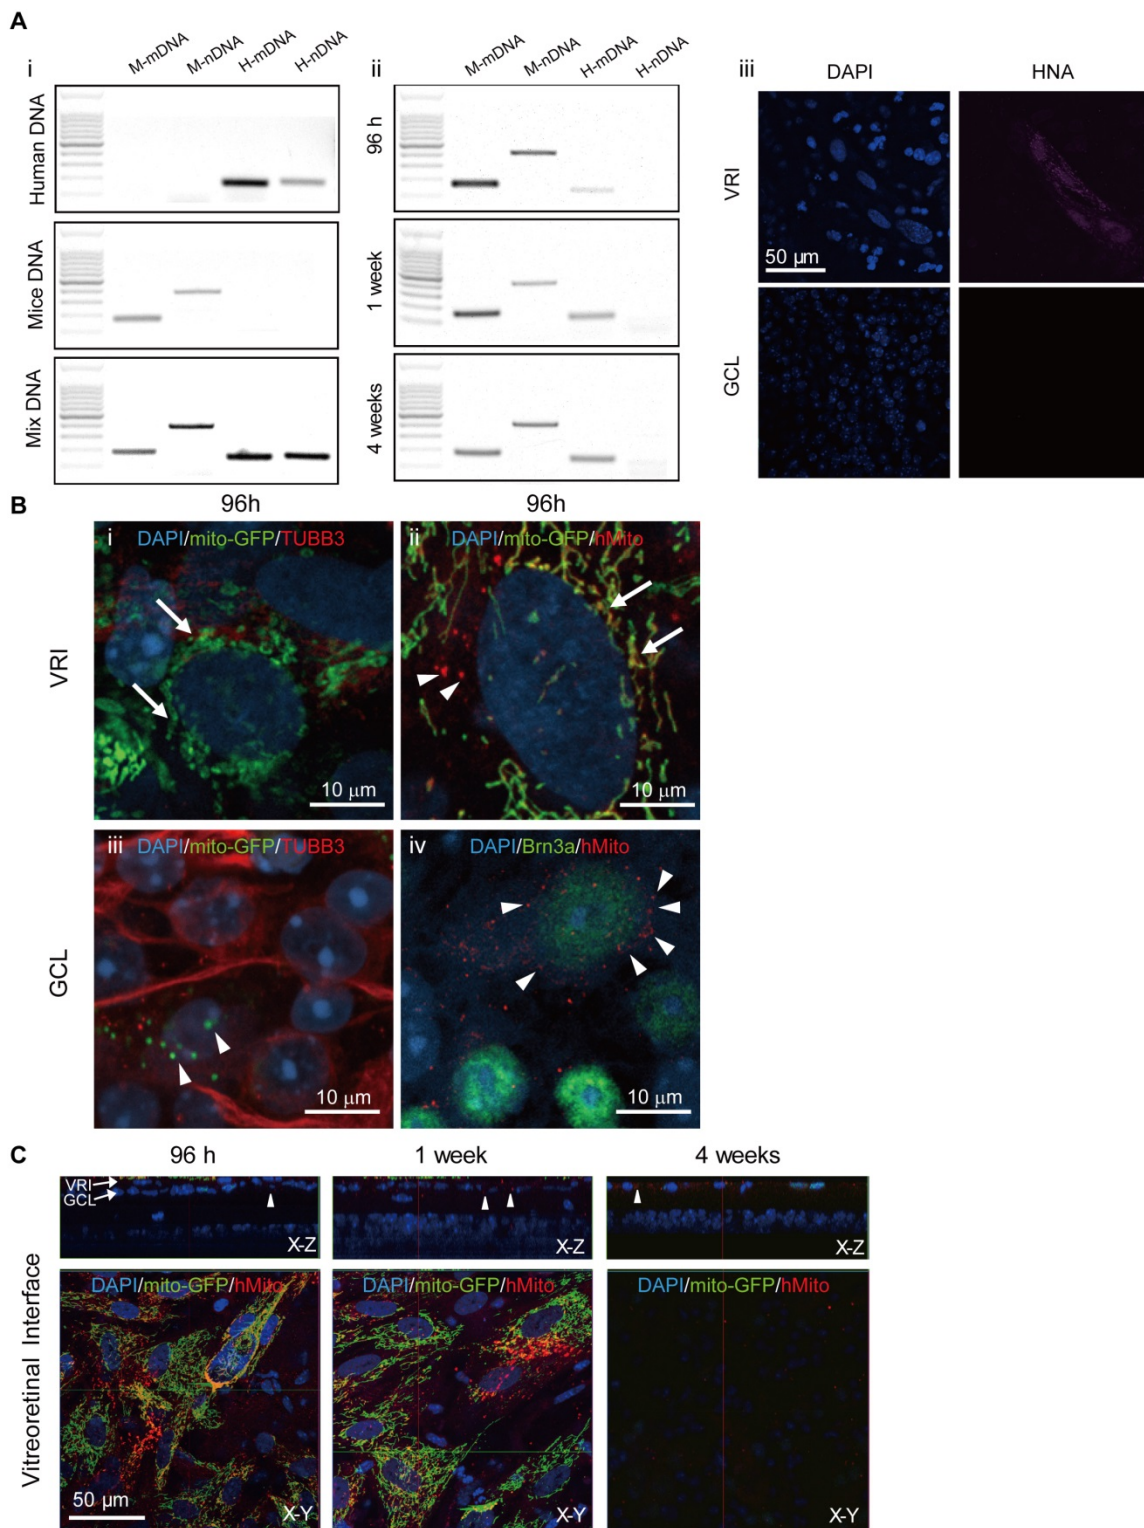 A
i
M-mDNA
M-nDNA
H-mDNA
H-nDNA
Human DNA
Mice DNA
Mix DNA
ii
M-mDNA
M-nDNA
H-mDNA
H-nDNA
96 h
1 week
4 weeks
iii
DAPI
HNA
VRI
50 µm
GCL
B
96h
96h
VRI
i
DAPI/mito-GFP/TUBB3
10 µm
ii
DAPI/mito-GFP/hMito
10 µm
GCL
iii
DAPI/mito-GFP/TUBB3
10 µm
iv
DAPI/Brn3a/hMito
10 µm
C
96 h
1 week
4 weeks
VRI
GCL
X-Z
X-Z
X-Z
Vitreoretinal Interface
DAPI/mito-GFP/hMito
50 µm
X-Y
DAPI/mito-GFP/hMito
X-Y
DAPI/mito-GFP/hMito
X-Y